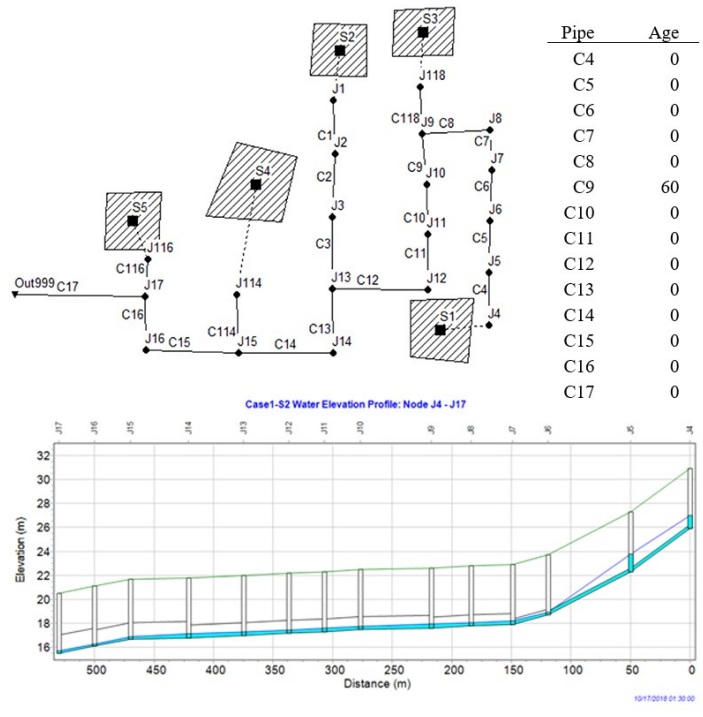 S2
S3
J1
J118
C1
J2
C118
J9
C8
J8
C7
S4
C2
C9
J10
J7
C6
S5
J3
C10
J11
J6
C5
J116
C3
C11
J5
C116
Out999
C17
J17
J114
J13
C12
J12
C4
C16
C114
C13
S1
J4
J16
C15
J15
C14
J14
Pipe Age
C4 0
C5 0
C6 0
C7 0
C8 0
C9 60
C10 0
C11 0
C12 0
C13 0
C14 0
C15 0
C16 0
C17 0
Case1-S2 Water Elevation Profile: Node J4 - J17
J17 J16 J15 J14 J13 J12 J11 J10 J9 J8 J7 J6 J5 J4
Elevation (m)
32
30
28
26
24
22
20
18
16
500 450 400 350 300 250 200 150 100 50 0
Distance (m)
10/17/2016 01:30:00